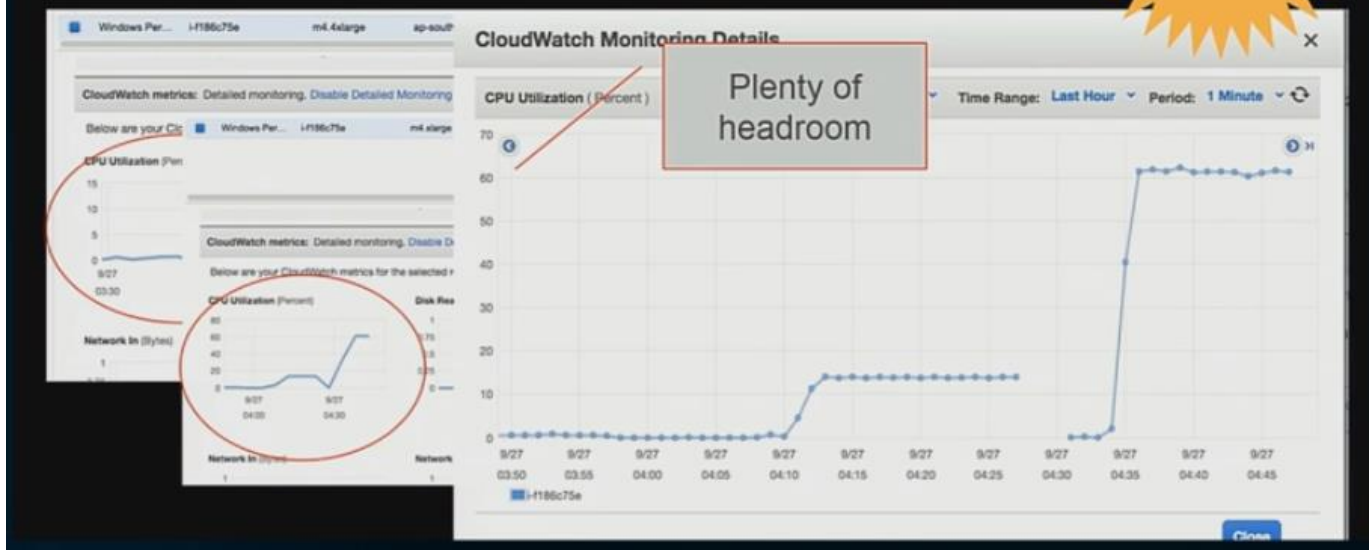 Windows Per... i-f186c75e m4.4xlarge ap-south
CloudWatch metrics: Detailed monitoring. Disable Detailed Monitoring
Below are your
CPU Utilization
15
10
5
0
9/27
03:30
Network In (Bytes)
1
Windows Per... i-f186c75e m4.xlarge
CloudWatch metrics: Detailed monitoring.
Below are your CloudWatch metrics for the selected
CPU Utilization (Percent)
80
60
40
20
0
9/27 9/27
04:00 04:30
Network In
1
Network
1
CloudWatch Monitoring Details
CPU Utilization (Percent)
Plenty of
headroom
Time Range: Last Hour Period: 1 Minute
70
60
50
40
30
20
10
0
9/27 9/27 9/27 9/27 9/27 9/27 9/27 9/27 9/27 9/27 9/27 9/27
03:50 03:55 04:00 04:05 04:10 04:15 04:20 04:25 04:30 04:35 04:40 04:45
i-f186c75e
Close